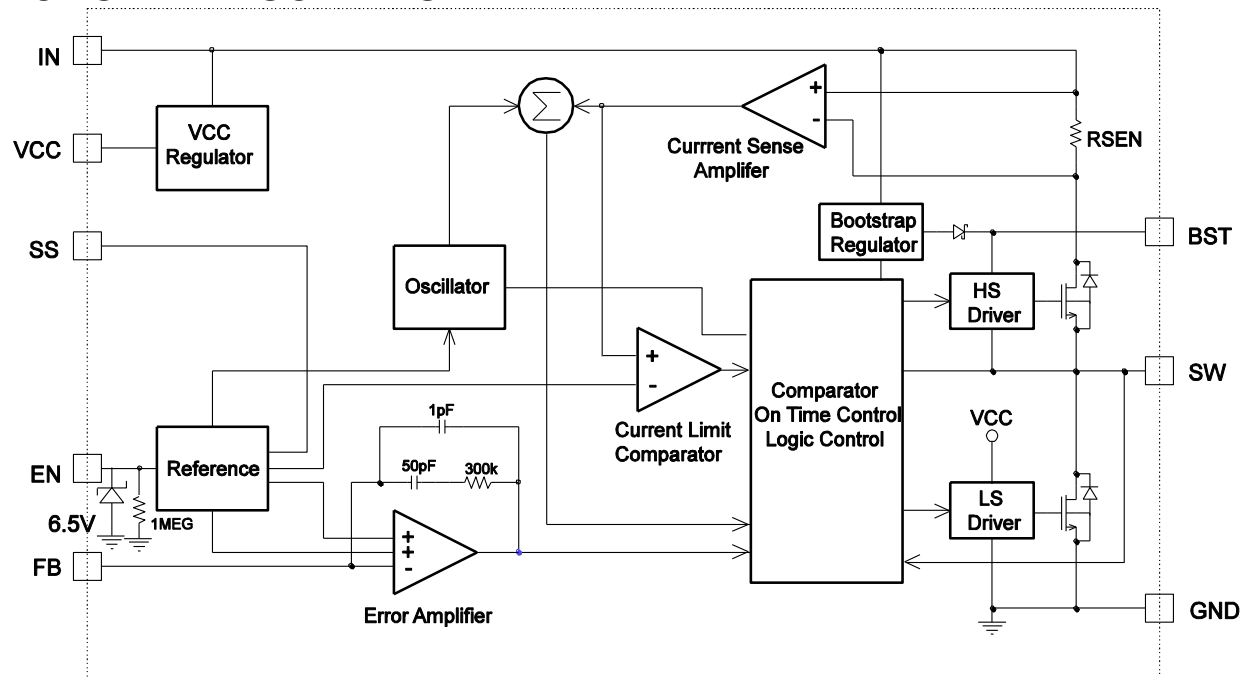 IN
VCC
VCC
Regulator
SS
EN
6.5V
1MEG
FB
Reference
Oscillator
Σ
+
-
Currrent Sense
Amplifer
RSEN
Bootstrap
Regulator
BST
HS
Driver
SW
+
-
Current Limit
Comparator
Comparator
On Time Control
Logic Control
VCC
LS
Driver
GND
1pF
50pF
300k
+
+
-
Error Amplifier